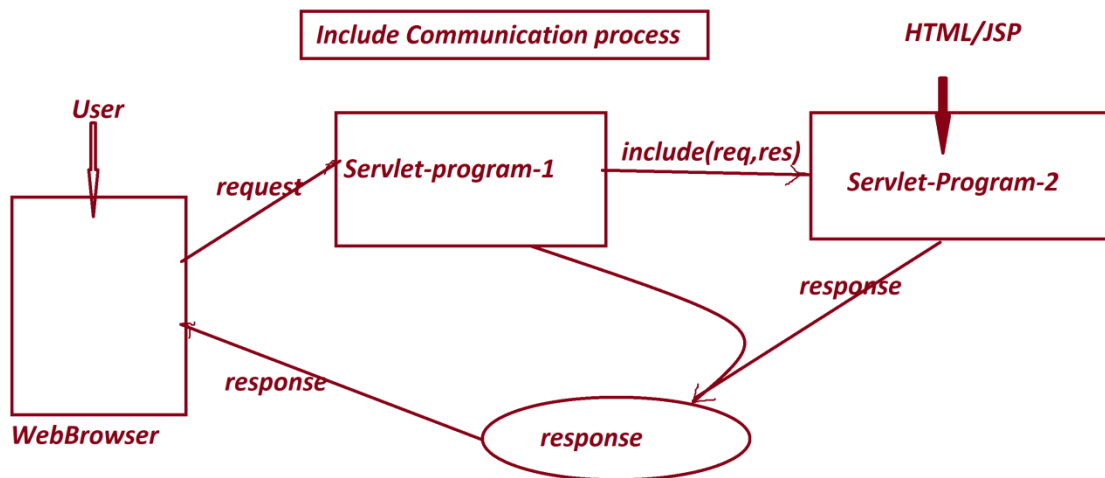 Include Communication process
HTML/JSP
User
Servlet-program-1
include(req,res)
Servlet-Program-2
request
response
response
WebBrowser
response